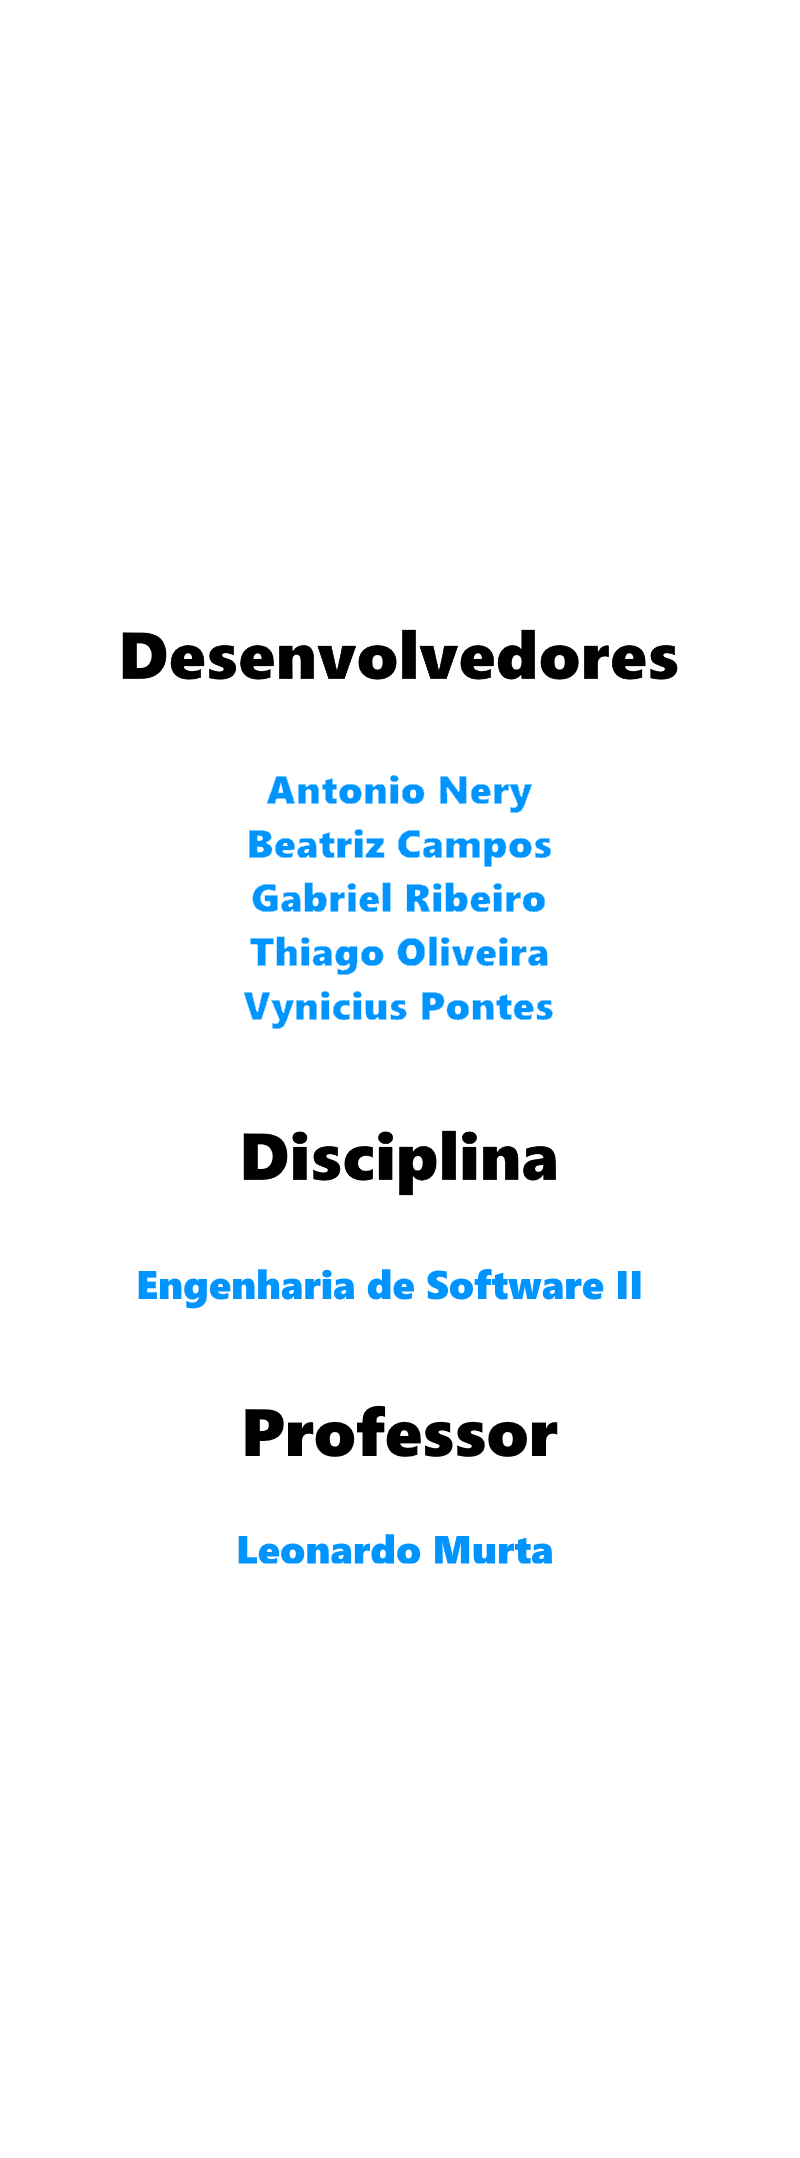 Desenvolvedores
Antonio Nery
Beatriz Campos
Gabriel Ribeiro
Thiago Oliveira
Vynicius Pontes
Disciplina
Engenharia de Software II
Professor
Leonardo Murta